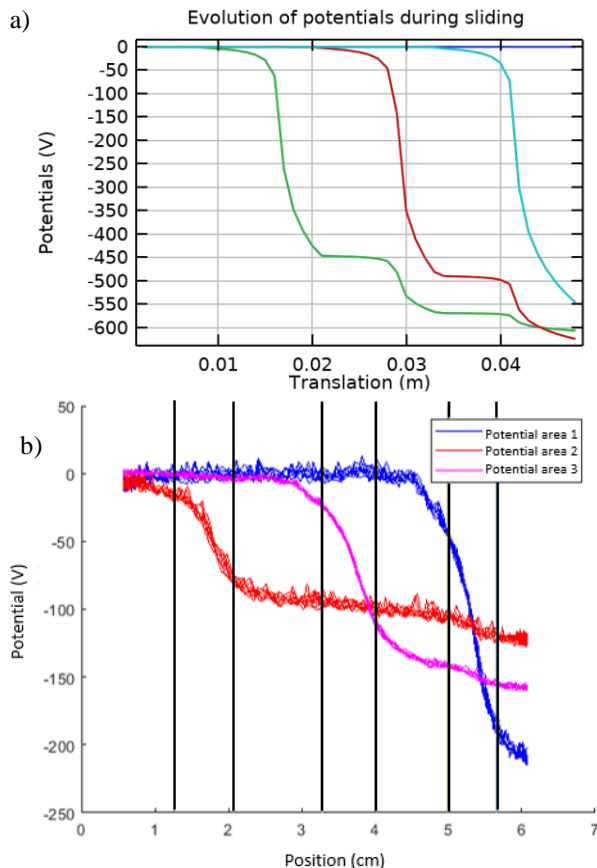 a)
Evolution of potentials during sliding
Potentials (V)
0
-50
-100
-150
-200
-250
-300
-350
-400
-450
-500
-550
-600
0.01 0.02 0.03 0.04
Translation (m)
b)
Potential (V)
50
0
-50
-100
-150
-200
-250
Potential area 1
Potential area 2
Potential area 3
0 1 2 3 4 5 6 7
Position (cm)